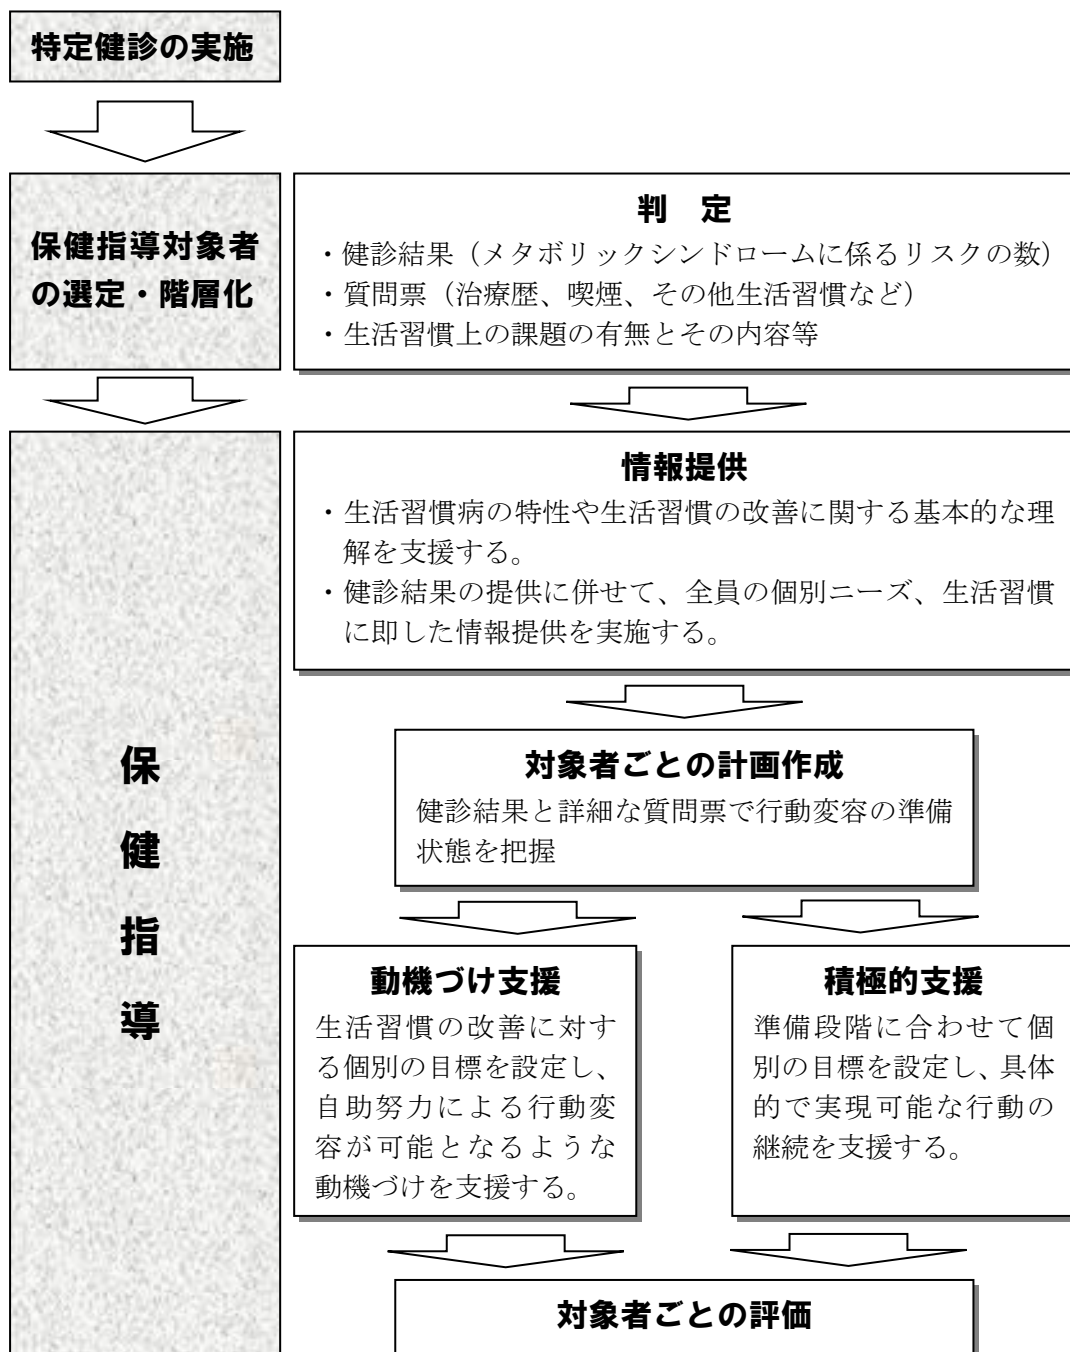 特定健診の実施
保健指導対象者
の選定・階層化
判　定
・健診結果（メタボリックシンドロームに係るリスクの数）
・質問票（治療歴、喫煙、その他生活習慣など）
・生活習慣上の課題の有無とその内容等
保
健
指
導
情報提供
・生活習慣病の特性や生活習慣の改善に関する基本的な理
解を支援する。
・健診結果の提供に併せて、全員の個別ニーズ、生活習慣
に即した情報提供を実施する。
対象者ごとの計画作成
健診結果と詳細な質問票で行動変容の準備
状態を把握
動機づけ支援
生活習慣の改善に対す
る個別の目標を設定し、
自助努力による行動変
容が可能となるような
動機づけを支援する。
積極的支援
準備段階に合わせて個
別の目標を設定し、具体
的で実現可能な行動の
継続を支援する。
対象者ごとの評価